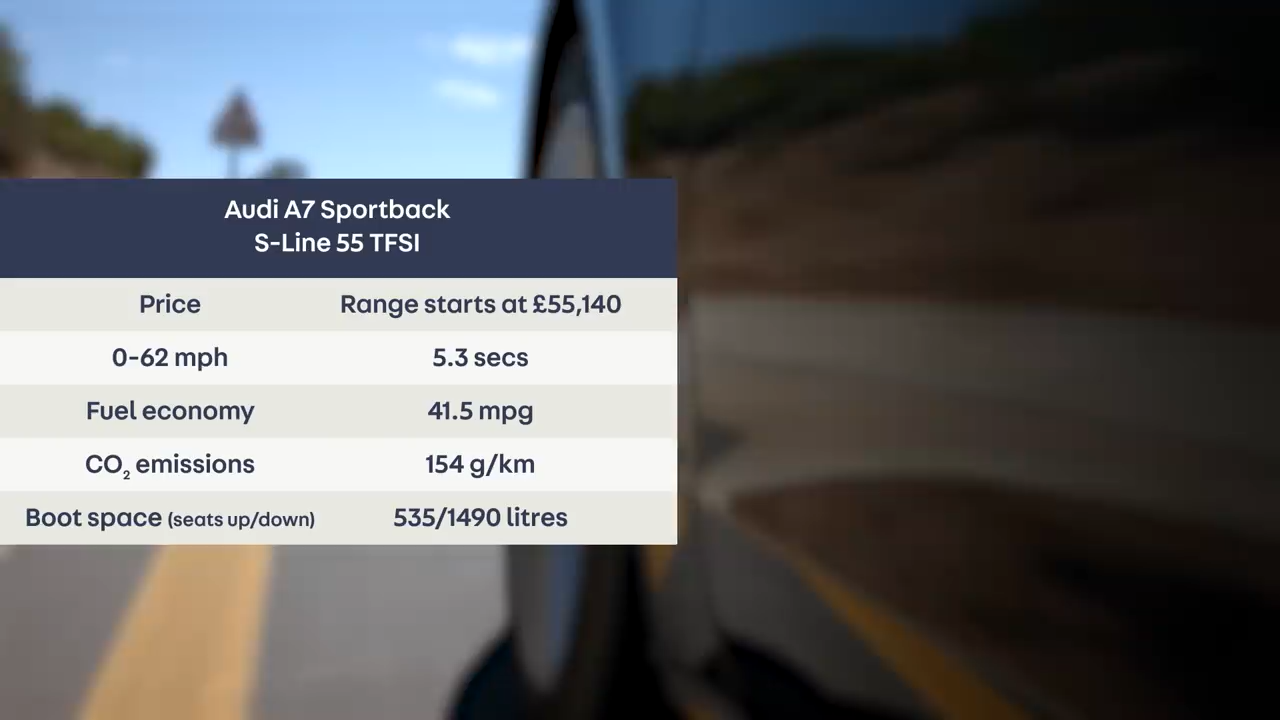 Audi A7 Sportback
S-Line 55 TFSI
Price Range starts at £55,140
0-62 mph 5.3 secs
Fuel economy 41.5 mpg
CO₂ emissions 154 g/km
Boot space (seats up/down) 535/1490 litres